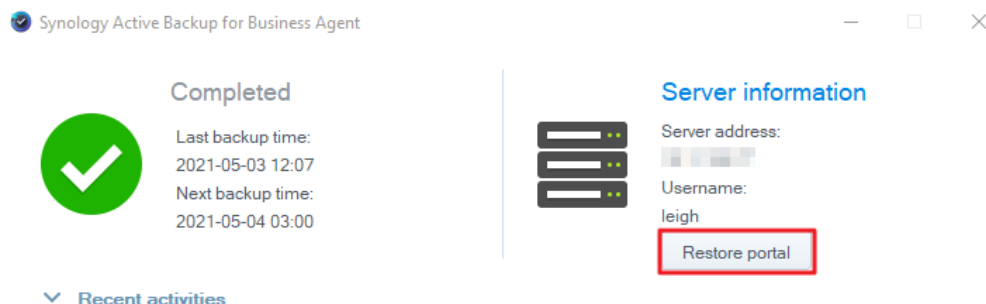 Synology Active Backup for Business Agent
Completed
Last backup time:
2021-05-03 12:07
Next backup time:
2021-05-04 03:00
Server information
Server address:
Username:
leigh
Restore portal
Recent activities